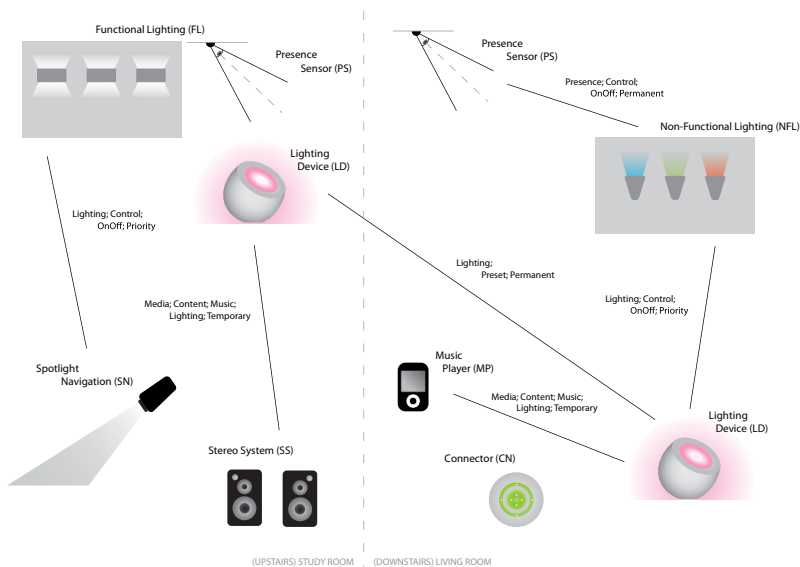 Functional Lighting (FL)
Presence
Sensor (PS)
Lighting
Device (LD)
Lighting; Control;
OnOff; Priority
Media; Content; Music;
Lighting; Temporary
Spotlight
Navigation (SN)
Stereo System (SS)
(UPSTAIRS) STUDY ROOM
Presence
Sensor (PS)
Presence; Control;
OnOff; Permanent
Non-Functional Lighting (NFL)
Lighting;
Preset; Permanent
Lighting; Control;
OnOff; Priority
Music
Player (MP)
Media; Content; Music;
Lighting; Temporary
Lighting
Device (LD)
Connector (CN)
(DOWNSTAIRS) LIVING ROOM